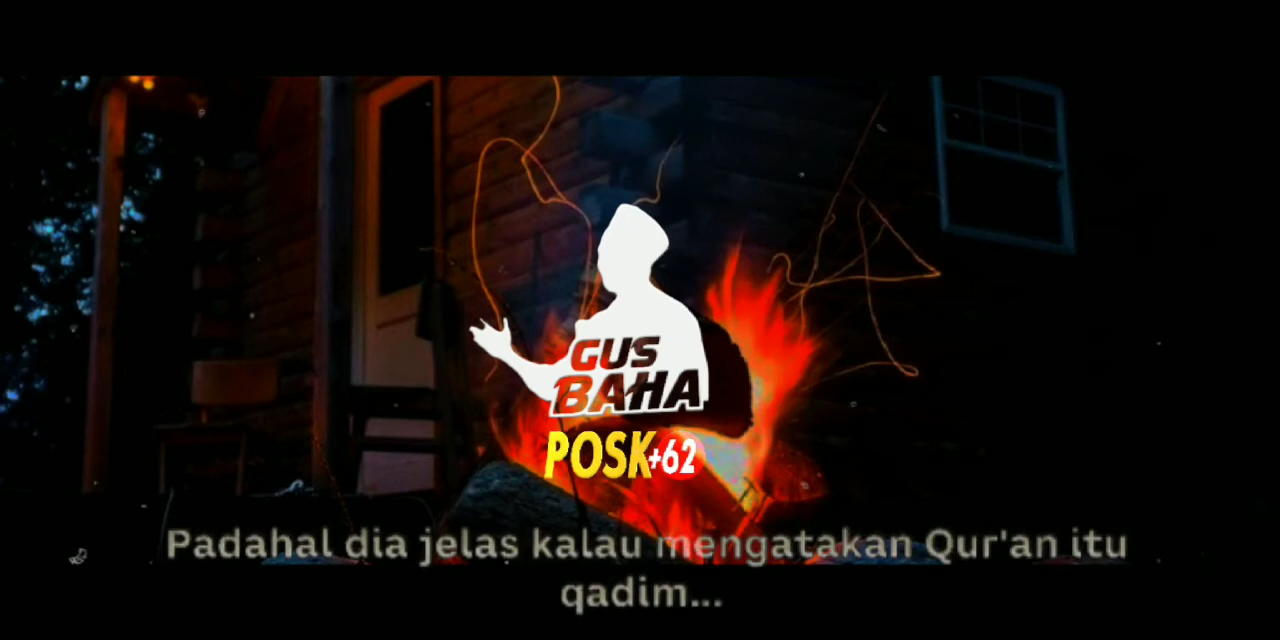 GUS
BAHA
POSK+62
Padahal dia jelas kalau mengatakan Qur'an itu
qadim...